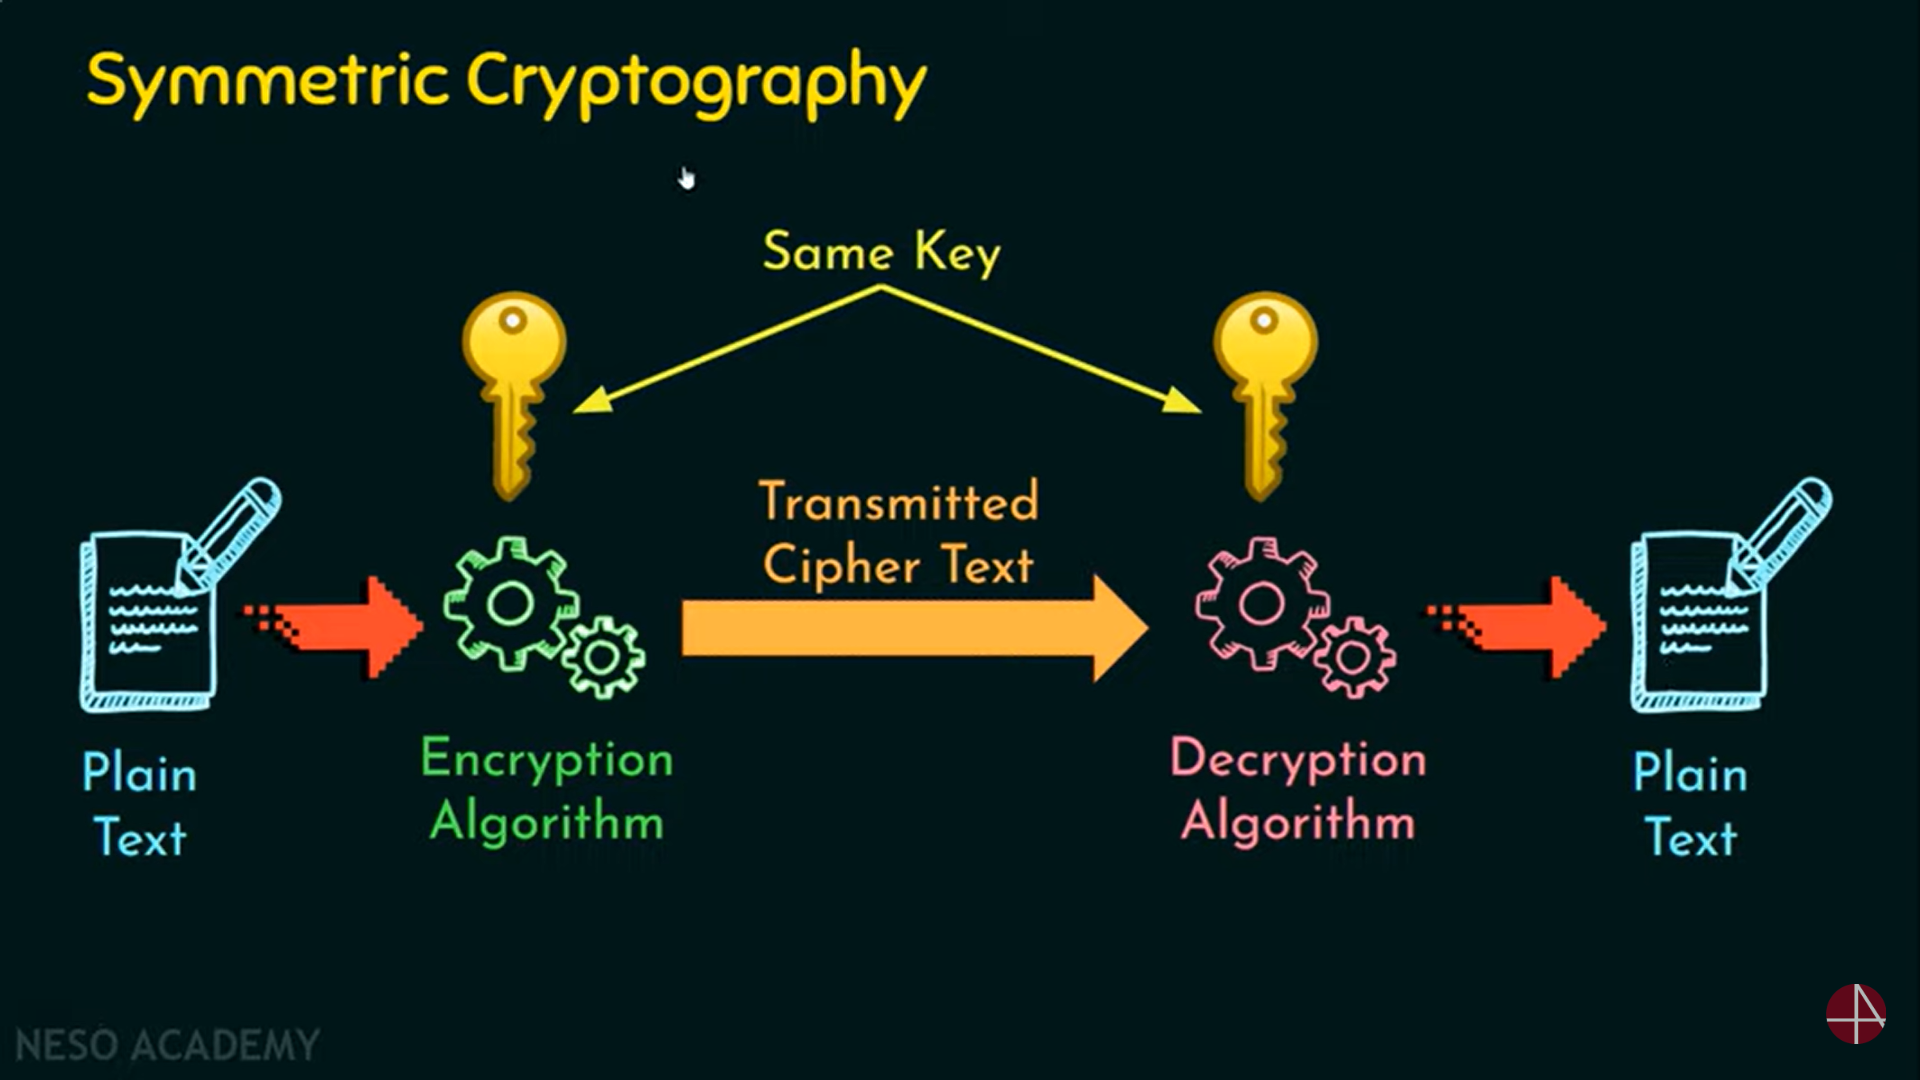 Symmetric Cryptography
Same Key
Transmitted
Cipher Text
Encryption
Algorithm
Decryption
Algorithm
Plain
Text
Plain
Text
NESO ACADEMY